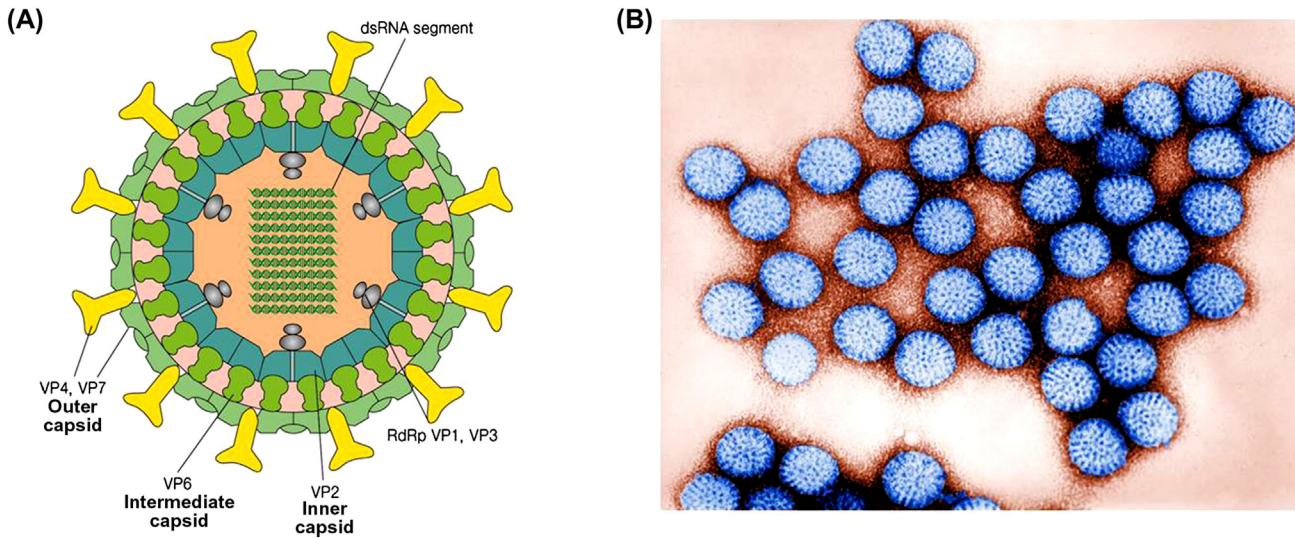 (A)
dsRNA segment
VP4, VP7
Outer
capsid
RdRp VP1, VP3
VP6
Intermediate
capsid
VP2
Inner
capsid
(B)